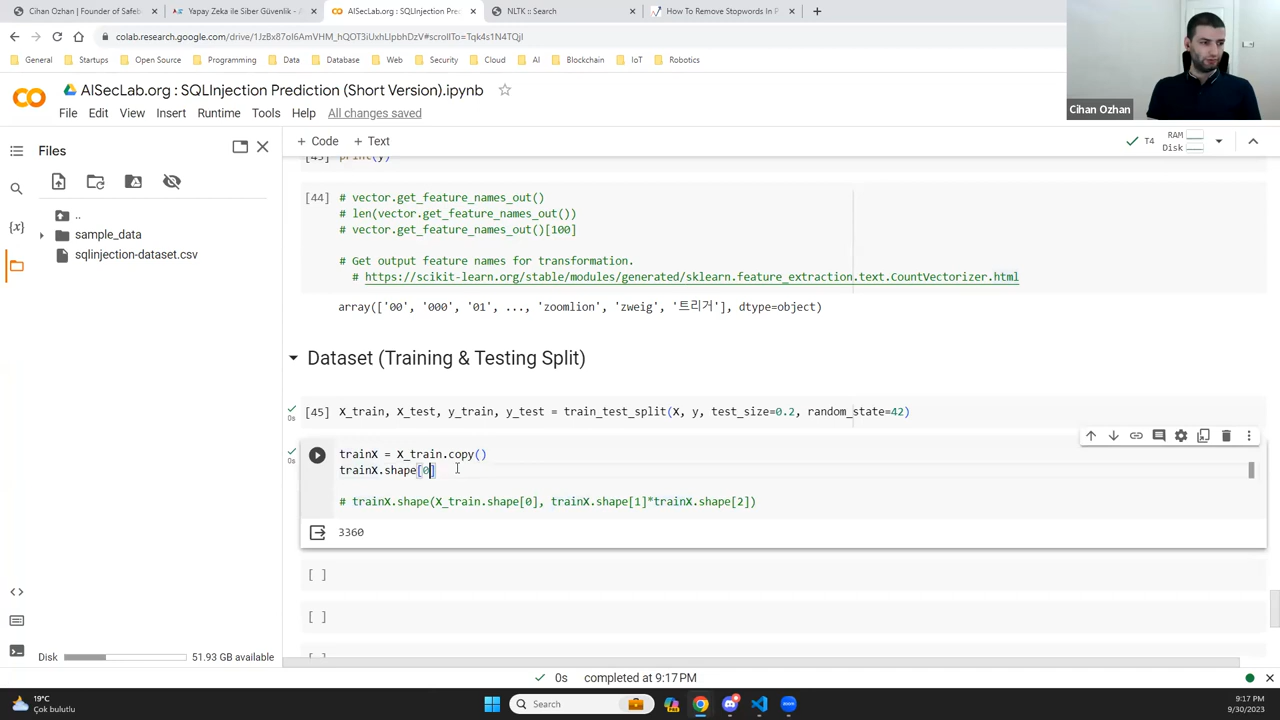 Cihan Ozhan | Founder of Safeb
Yapay Zeka ile Siber Güvenlik - A
AISecLab.org : SQLInjection Prec
NLTK :: Search
How To Remove Stopwords In P
colab.research.google.com/drive/1JzBx87oI6AmVHM_hQOT3iUxhLIpbhDzV#scrollTo=Tqk4s1N4TQjI
General Startups Open Source Programming Data Database Web Security Cloud AI Blockchain IoT Robotics
Cihan Ozhan
AISecLab.org : SQLInjection Prediction (Short Version).ipynb
File Edit View Insert Runtime Tools Help All changes saved
Files
+ Code + Text
T4 RAM Disk
..
sample_data
sqlinjection-dataset.csv
Disk 51.93 GB available
[43] print(y)
[44] # vector.get_feature_names_out()
# len(vector.get_feature_names_out())
# vector.get_feature_names_out()[100]
# Get output feature names for transformation.
# https://scikit-learn.org/stable/modules/generated/sklearn.feature_extraction.text.CountVectorizer.html
array(['00', '000', '01', ..., 'zoomlion', 'zweig', '트리거'], dtype=object)
Dataset (Training & Testing Split)
0s [45] X_train, X_test, y_train, y_test = train_test_split(X, y, test_size=0.2, random_state=42)
0s trainX = X_train.copy()
trainX.shape[0]
# trainX.shape(X_train.shape[0], trainX.shape[1]*trainX.shape[2])
3360
[ ]
[ ]
[ ]
0s completed at 9:17 PM
19°C
Çok bulutlu
Search
9:17 PM
9/30/2023